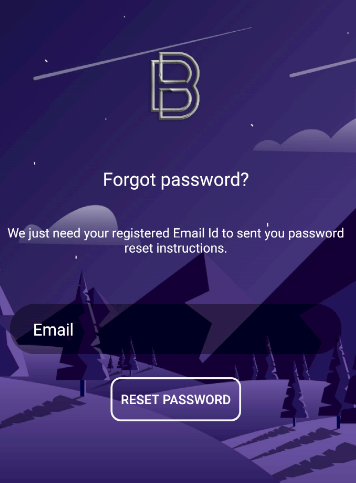 B
Forgot password?
We just need your registered Email Id to sent you password
reset instructions.
Email
RESET PASSWORD